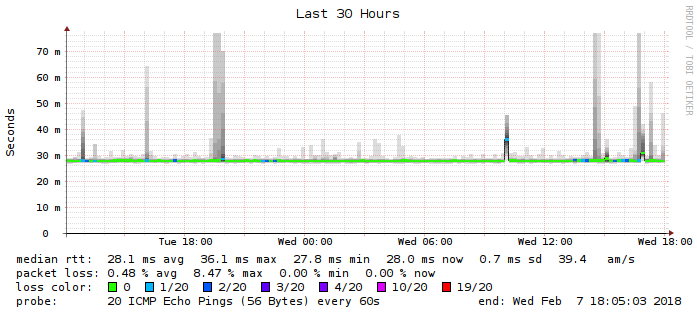 Last 30 Hours
RRDTOOL / TOBI OETIKER
Seconds
70 m
60 m
50 m
40 m
30 m
20 m
10 m
0
Tue 18:00 Wed 00:00 Wed 06:00 Wed 12:00 Wed 18:00
median rtt: 28.1 ms avg 36.1 ms max 27.8 ms min 28.0 ms now 0.7 ms sd 39.4 am/s
packet loss: 0.48 % avg 8.47 % max 0.00 % min 0.00 % now
loss color: 0 1/20 2/20 3/20 4/20 10/20 19/20
probe: 20 ICMP Echo Pings (56 Bytes) every 60s end: Wed Feb 7 18:05:03 2018